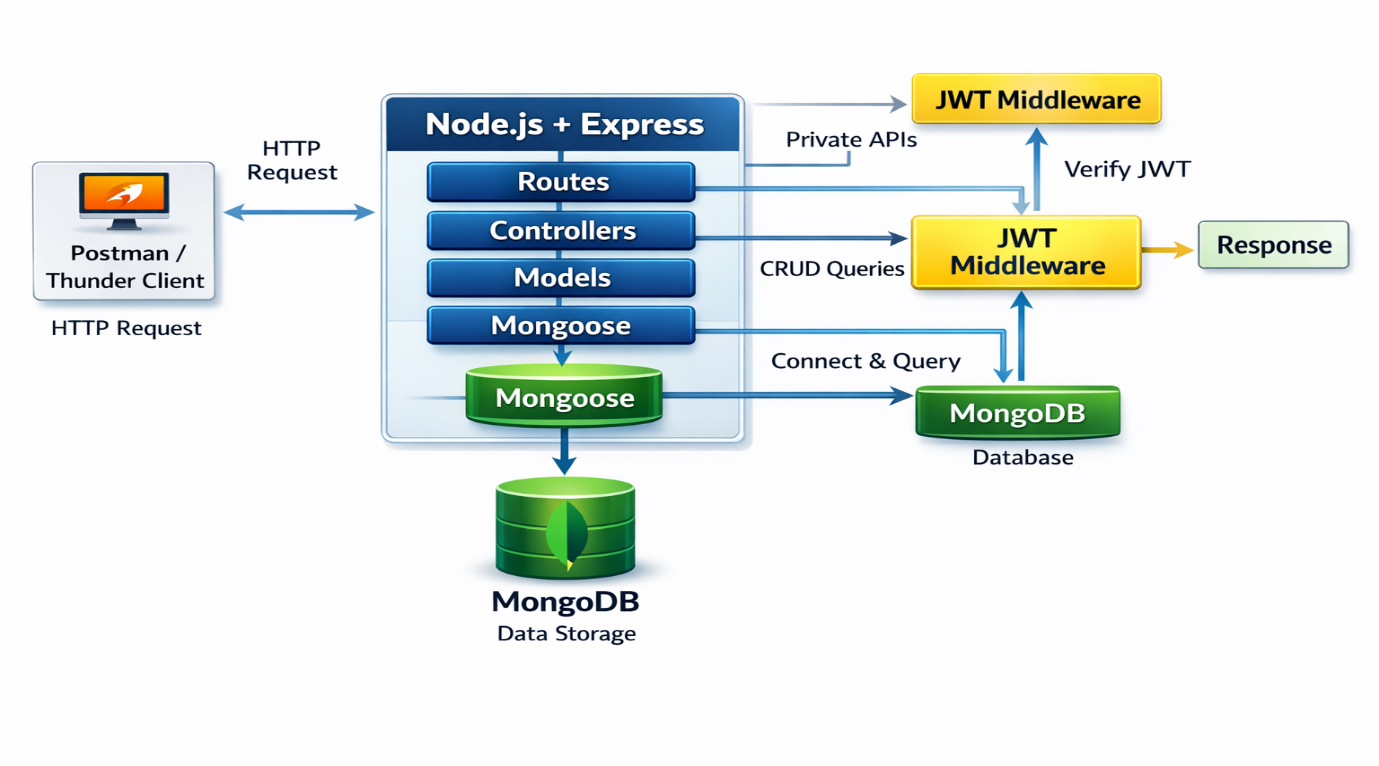 JWT Middleware
Node.js + Express
Private APIs
HTTP
Request
Verify JWT
Routes
Postman /
Thunder Client
Controllers
JWT
Middleware
Response
CRUD Queries
Models
HTTP Request
Mongoose
Connect & Query
Mongoose
MongoDB
Database
MongoDB
Data Storage